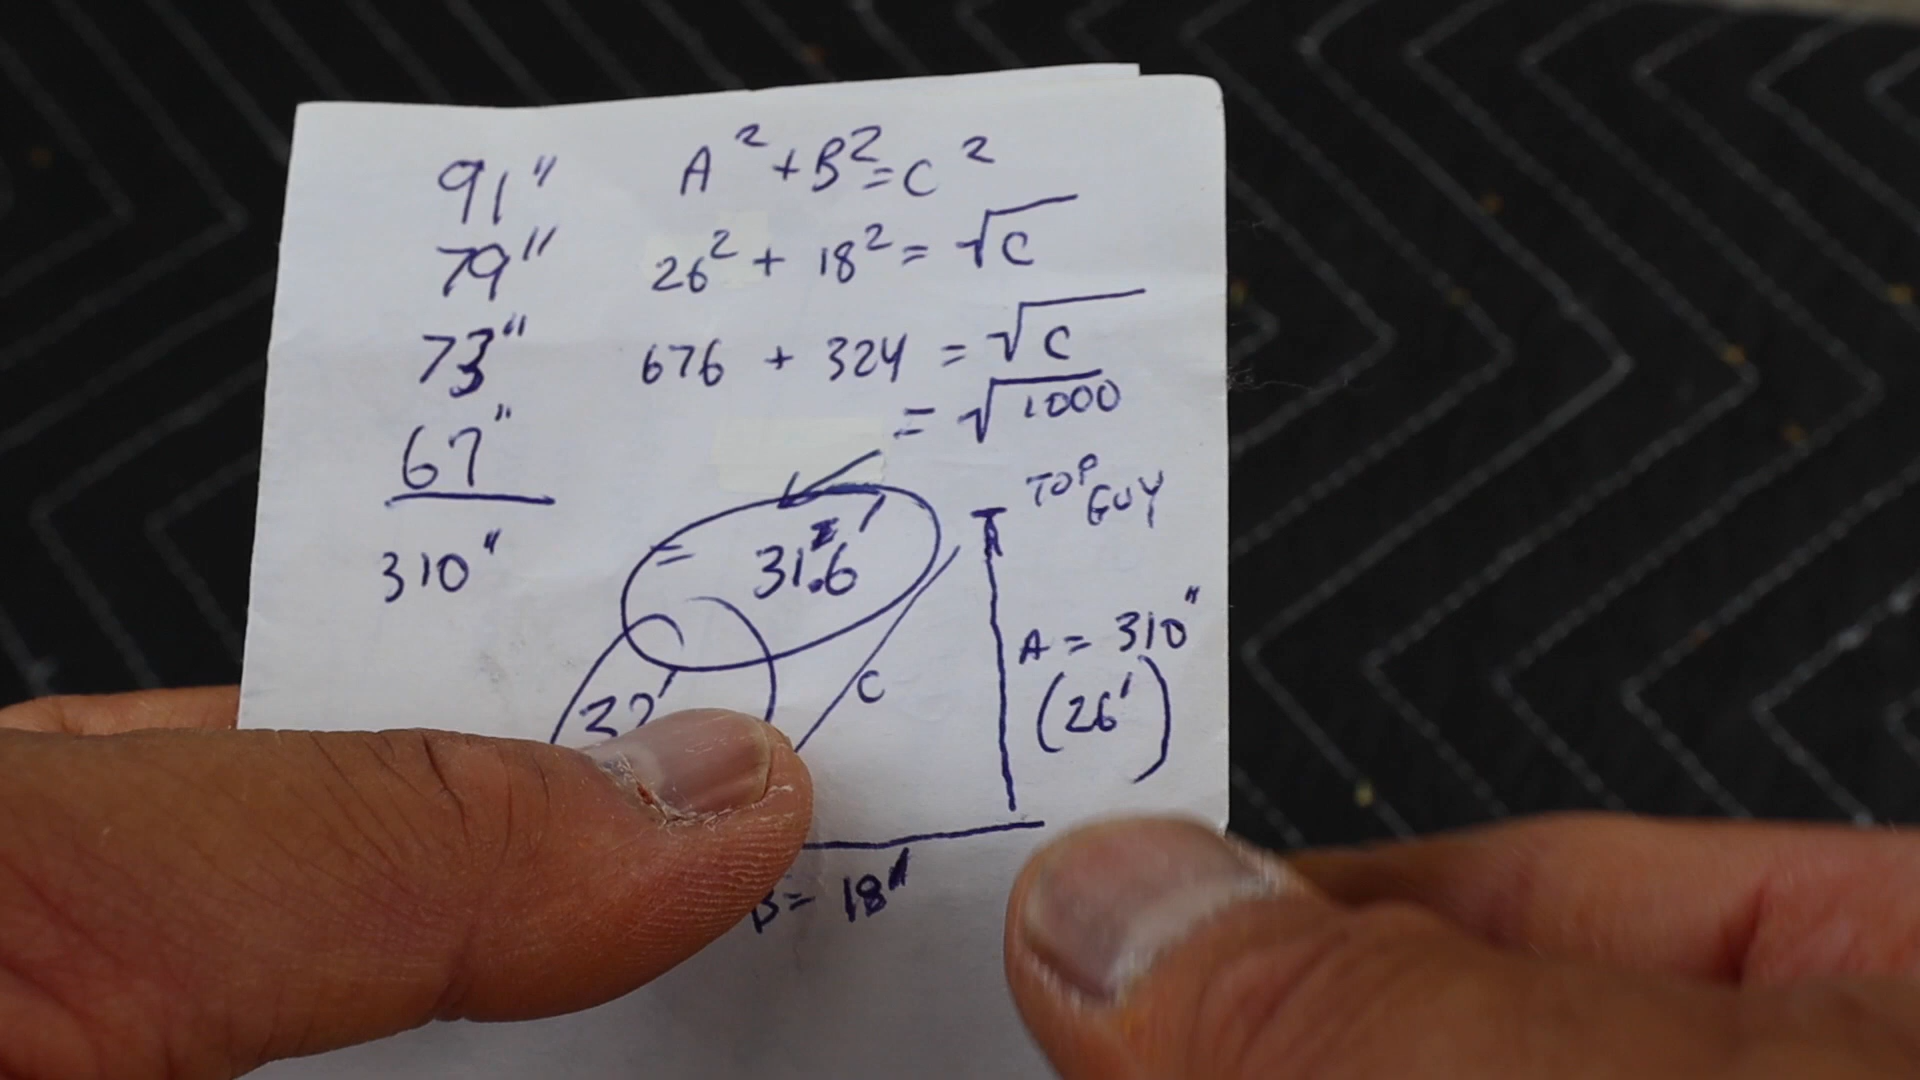 91"
79"
73"
67"
310"
A² + B² = C²
26² + 18² = √C
676 + 324 = √C
= √1000
= 31.6'
32'
TOP GUY
A = 310"
(26')
C
B = 18"